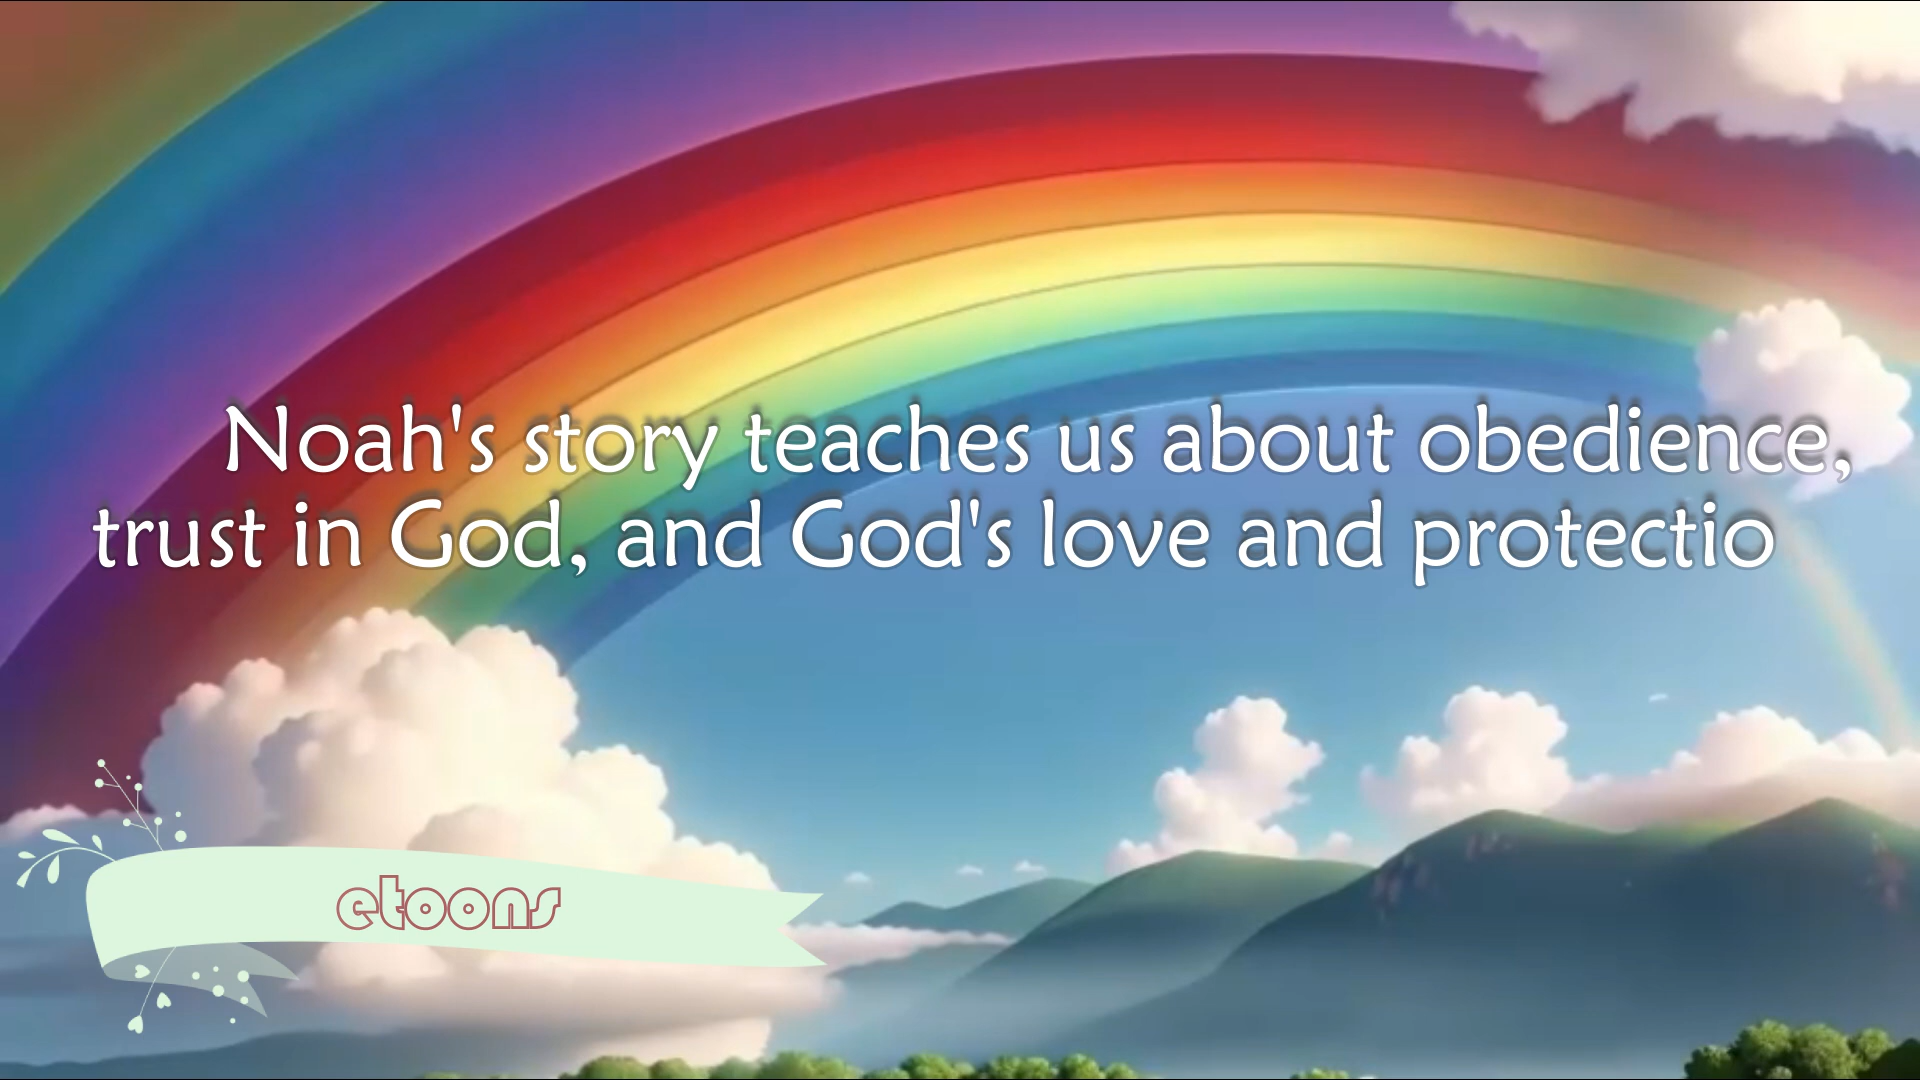 Noah's story teaches us about obedience,
trust in God, and God's love and protectio
etoons